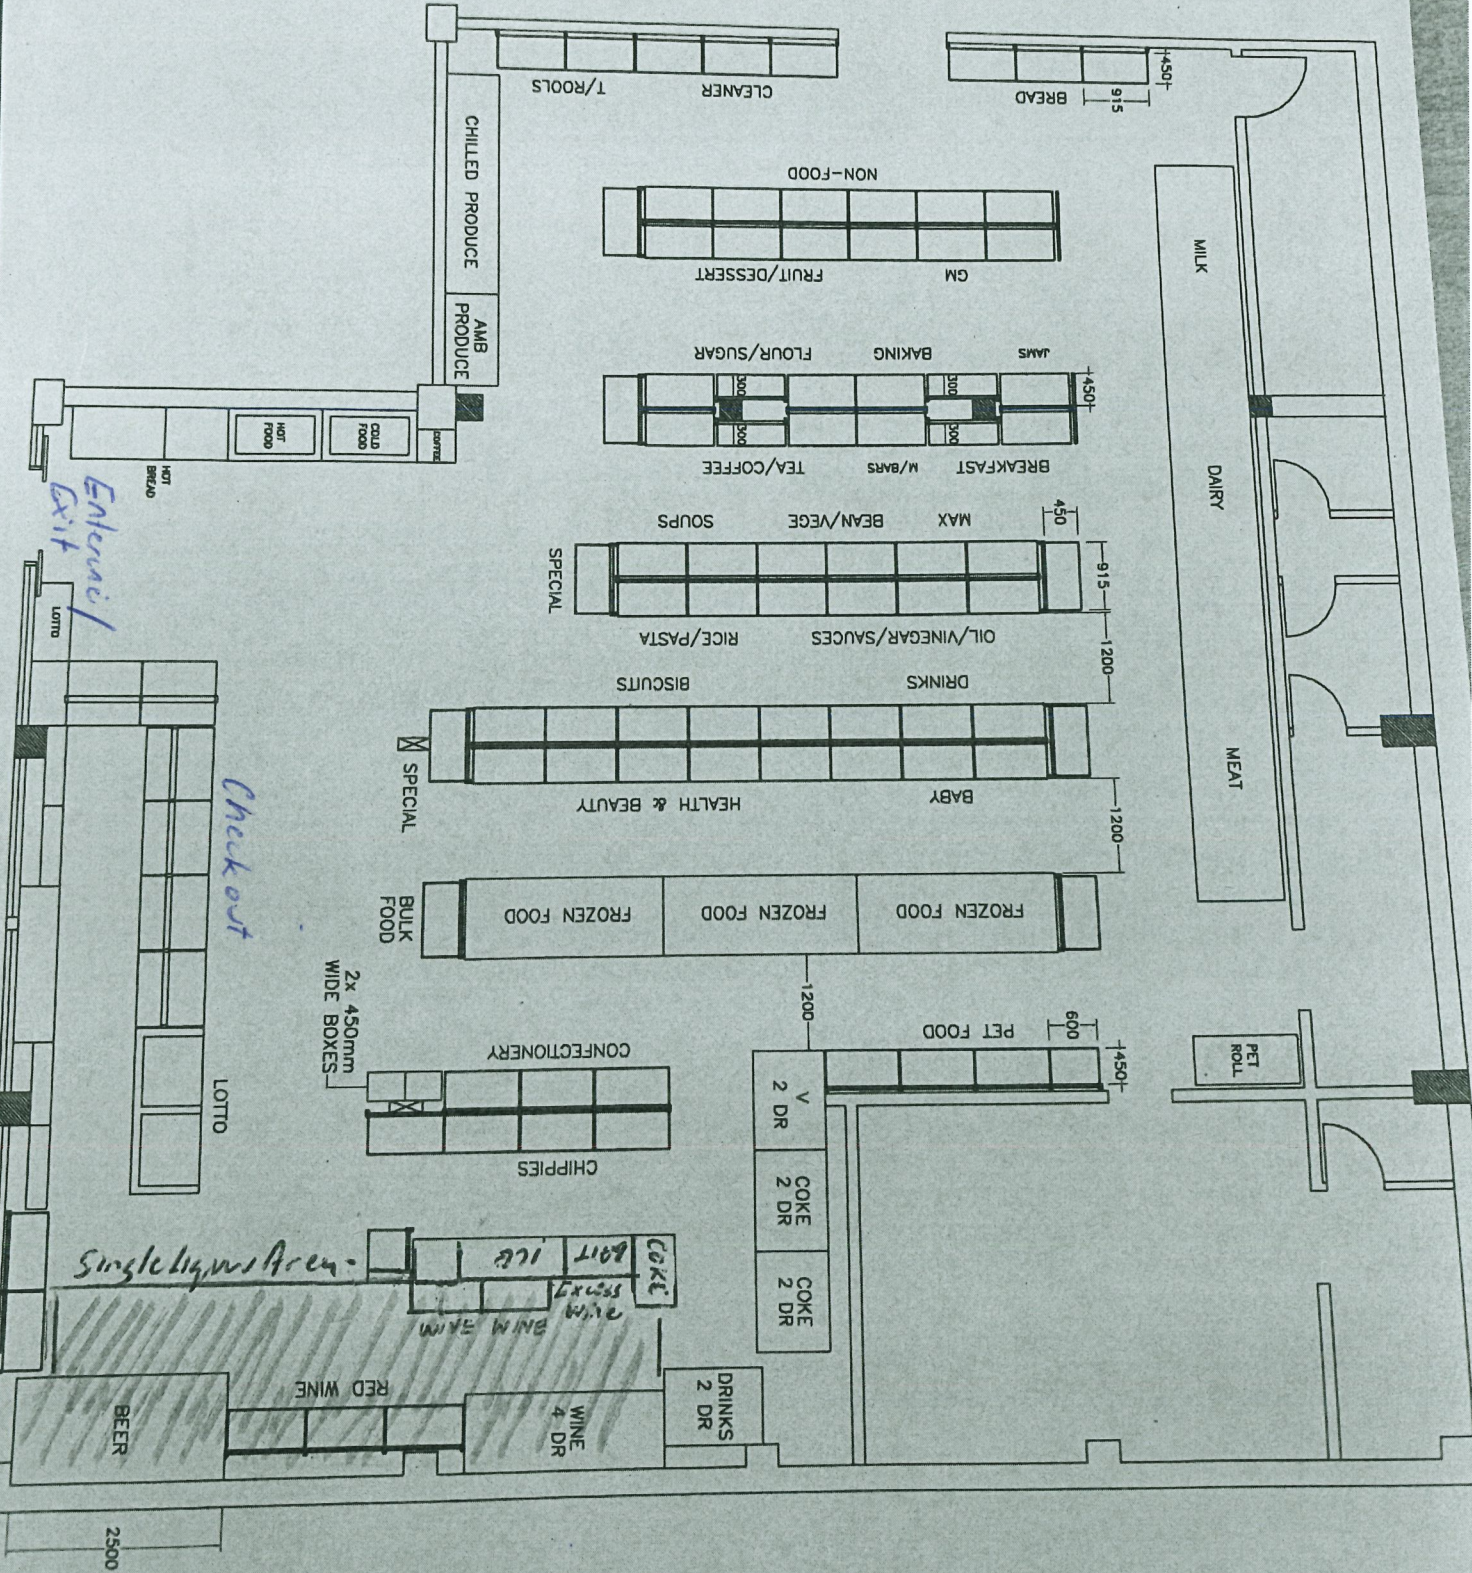 T/ROOLS
CLEANER
BREAD
450
915
CHILLED PRODUCE
AMB
PRODUCE
NON-FOOD
FRUIT/DESSERT
GM
MILK
DAIRY
MEAT
FLOUR/SUGAR
BAKING
JAMS
300
300
300
300
450
TEA/COFFEE
M/BARS
BREAKFAST
HOT
FOOD
COLD
FOOD
COFFEE
HOT
BREAD
Enterance/
Exit
LOTTO
SOUPS
BEAN/VEGE
MAX
450
915
SPECIAL
RICE/PASTA
OIL/VINEGAR/SAUCES
1200
BISCUITS
DRINKS
SPECIAL
HEALTH & BEAUTY
BABY
1200
Checkout
BULK
FOOD
FROZEN FOOD
FROZEN FOOD
FROZEN FOOD
1200
2x 450mm
WIDE BOXES
CONFECTIONERY
CHIPPIES
LOTTO
PET FOOD
600
450
PET
ROLL
V
2 DR
COKE
2 DR
COKE
2 DR
Single liquor Area
ICE
BAIT
COKE
Excess
Wine
WINE
WINE
RED WINE
BEER
WINE
4 DR
DRINKS
2 DR
2500